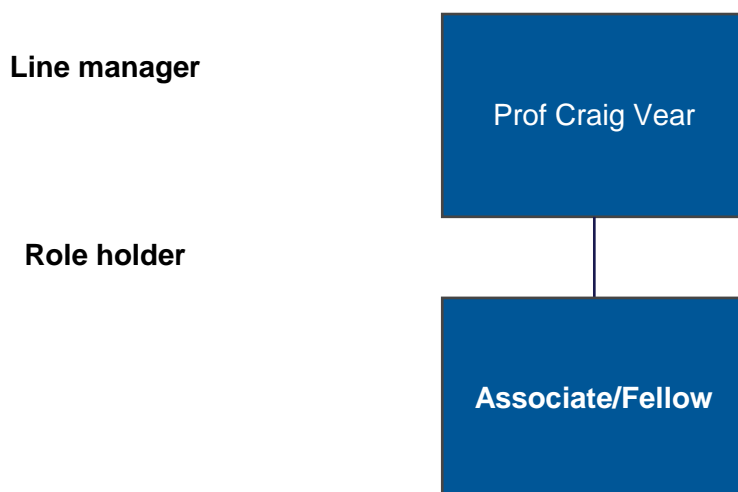 Line manager
Prof Craig Vear
Role holder
Associate/Fellow